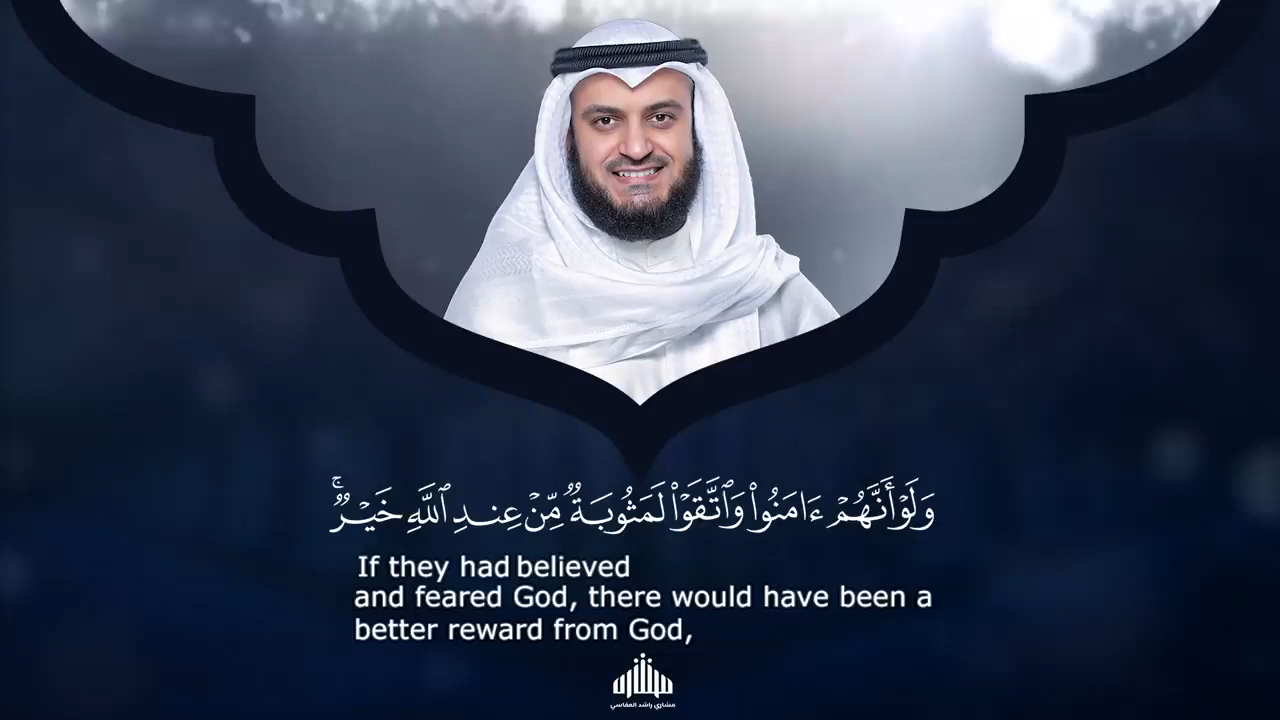 وَلَوۡ أَنَّهُمۡ ءَامَنُواْ وَٱتَّقَوۡاْ لَمَثُوبَةٞ مِّنۡ عِندِ ٱللَّهِ خَيۡرٞۚ
If they had believed
and feared God, there would have been a
better reward from God,
مشاري راشد العفاسي